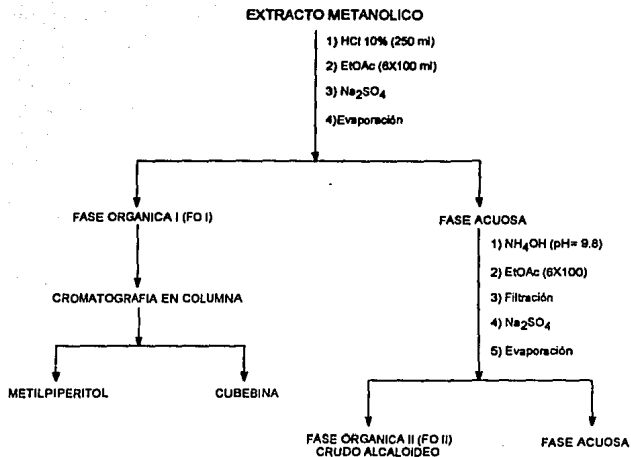 EXTRACTO METANOLICO
1) HCl 10% (250 ml)
2) EtOAc (6X100 ml)
3) Na2SO4
4)Evaporación
FASE ORGANICA I (FO I)
FASE ACUOSA
1) NH4OH (pH= 9.8)
2) EtOAc (6X100)
3) Filtración
4) Na2SO4
5) Evaporación
CROMATOGRAFIA EN COLUMNA
METILPIPERITOL
CUBEBINA
FASE ORGANICA II (FO II)
CRUDO ALCALOIDEO
FASE ACUOSA